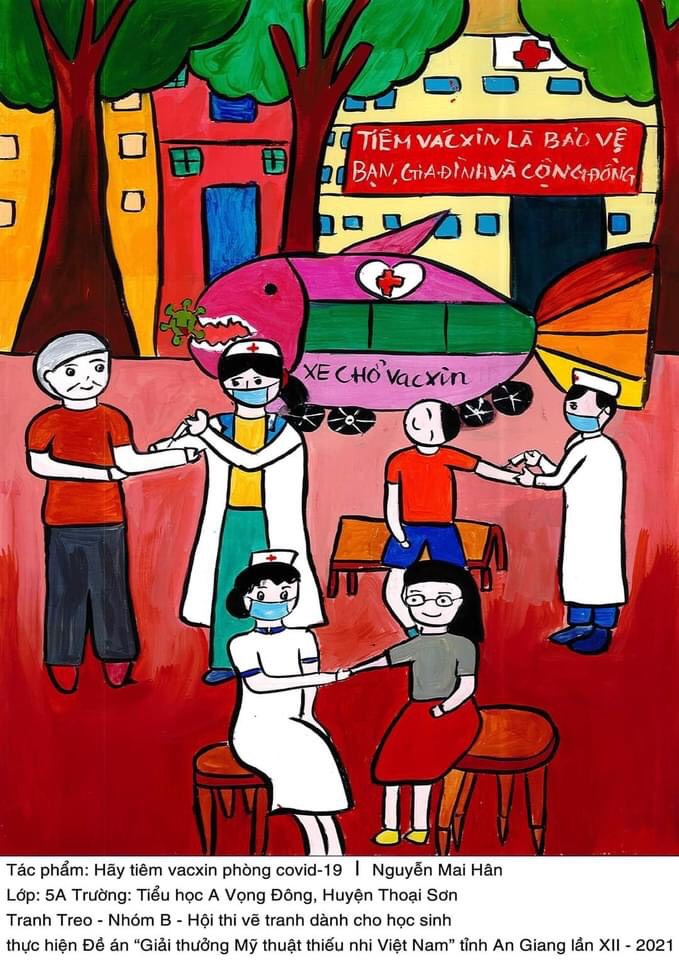 TIÊM VÁCXIN LÀ BẢO VỆ
BẠN, GIA ĐÌNH VÀ CỘNG ĐỒNG
XE CHỞ Vacxin
Tác phẩm: Hãy tiêm vacxin phòng covid-19 | Nguyễn Mai Hân
Lớp: 5A Trường: Tiểu học A Vọng Đông, Huyện Thoại Sơn
Tranh Treo - Nhóm B - Hội thi vẽ tranh dành cho học sinh
thực hiện Đề án “Giải thưởng Mỹ thuật thiếu nhi Việt Nam” tỉnh An Giang lần XII - 2021